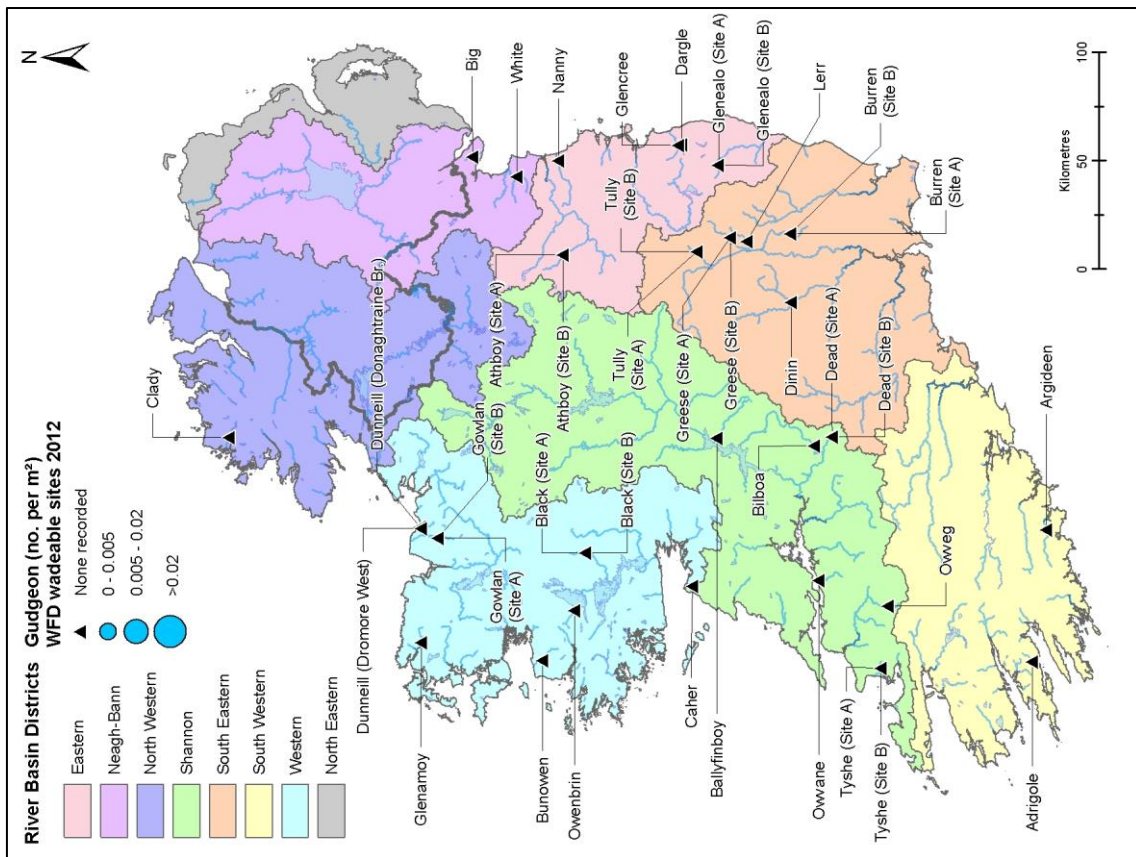 River Basin Districts
Eastern
Neagh-Bann
North Western
Shannon
South Eastern
South Western
Western
North Eastern
Gudgeon (no. per m²)
WFD wadeable sites 2012
None recorded
0 - 0.005
0.005 - 0.02
>0.02
N
Clady
Dunneill (Donaghtraine Br.)
Dunneill (Dromore West)
Gowlan
(Site B)
Gowlan
(Site A)
Glenamoy
Bunowen
Owenbrin
Black (Site A)
Black (Site B)
Caher
Ballyfinboy
Bilboa
Owvane
Tyshe (Site A)
Tyshe (Site B)
Owveg
Adrigole
Argideen
Dead (Site A)
Dead (Site B)
Dinin
Athboy (Site A)
Athboy (Site B)
Tully
(Site A)
Tully
(Site B)
Greese (Site A)
Greese (Site B)
Big
White
Nanny
Glencree
Dargle
Glenealo (Site A)
Glenealo (Site B)
Lerr
Burren
(Site B)
Burren
(Site A)
0
50
100
Kilometres